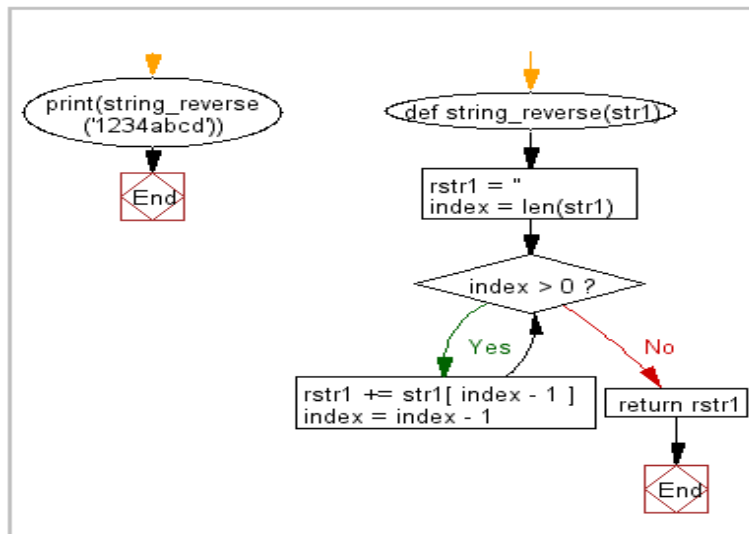 print(string_reverse
('1234abcd'))
End
def string_reverse(str1)
rstr1 = ''
index = len(str1)
index > 0 ?
Yes
No
rstr1 += str1[ index - 1 ]
index = index - 1
return rstr1
End